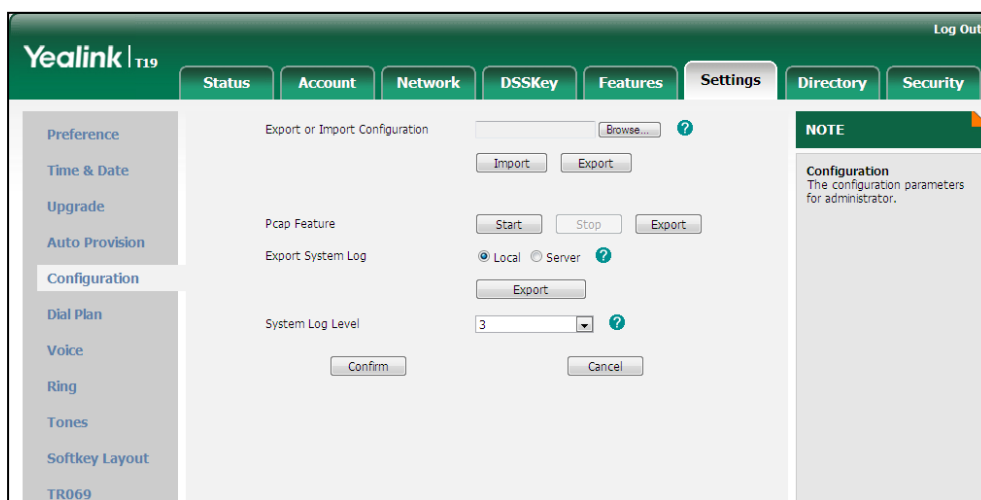 Log Out
Yealink T19
Status Account Network DSSKey Features Settings Directory Security
Preference
Time & Date
Upgrade
Auto Provision
Configuration
Dial Plan
Voice
Ring
Tones
Softkey Layout
TR069
Export or Import Configuration Browse... ?
Import Export
Pcap Feature Start Stop Export
Export System Log Local Server ?
Export
System Log Level 3 ?
Confirm Cancel
NOTE
Configuration
The configuration parameters
for administrator.